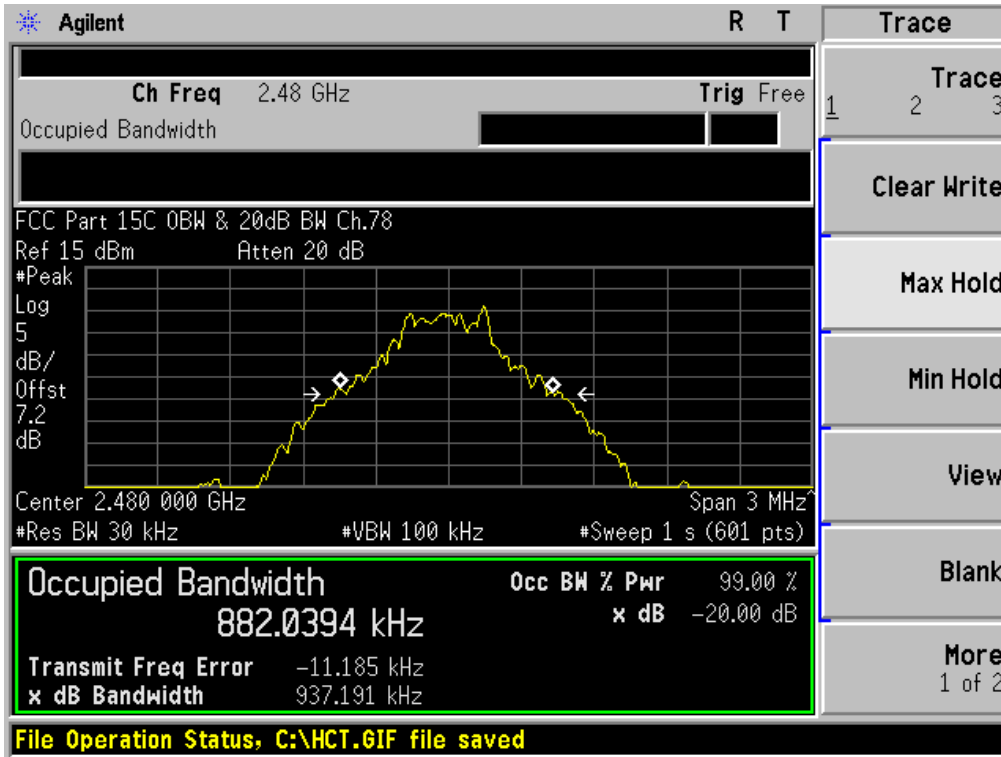 Agilent R T Trace
Ch Freq 2.48 GHz Trig Free
Occupied Bandwidth
Trace
1 2 3
Clear Write
Max Hold
Min Hold
View
Blank
More
1 of 2
FCC Part 15C OBW & 20dB BW Ch.78
Ref 15 dBm Atten 20 dB
#Peak
Log
5
dB/
Offst
7.2
dB
Center 2.480 000 GHz Span 3 MHz^
#Res BW 30 kHz #VBW 100 kHz #Sweep 1 s (601 pts)
Occupied Bandwidth Occ BW % Pwr 99.00 %
882.0394 kHz x dB -20.00 dB
Transmit Freq Error -11.185 kHz
x dB Bandwidth 937.191 kHz
File Operation Status, C:\HCT.GIF file saved